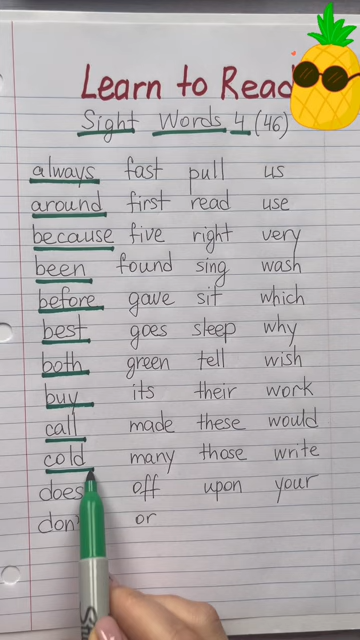 Learn to Read
Sight Words 4 (46)
always fast pull us
around first read use
because five right very
been found sing wash
before gave sit which
best goes sleep why
both green tell wish
buy its their work
call made these would
cold many those write
does off upon your
don' or